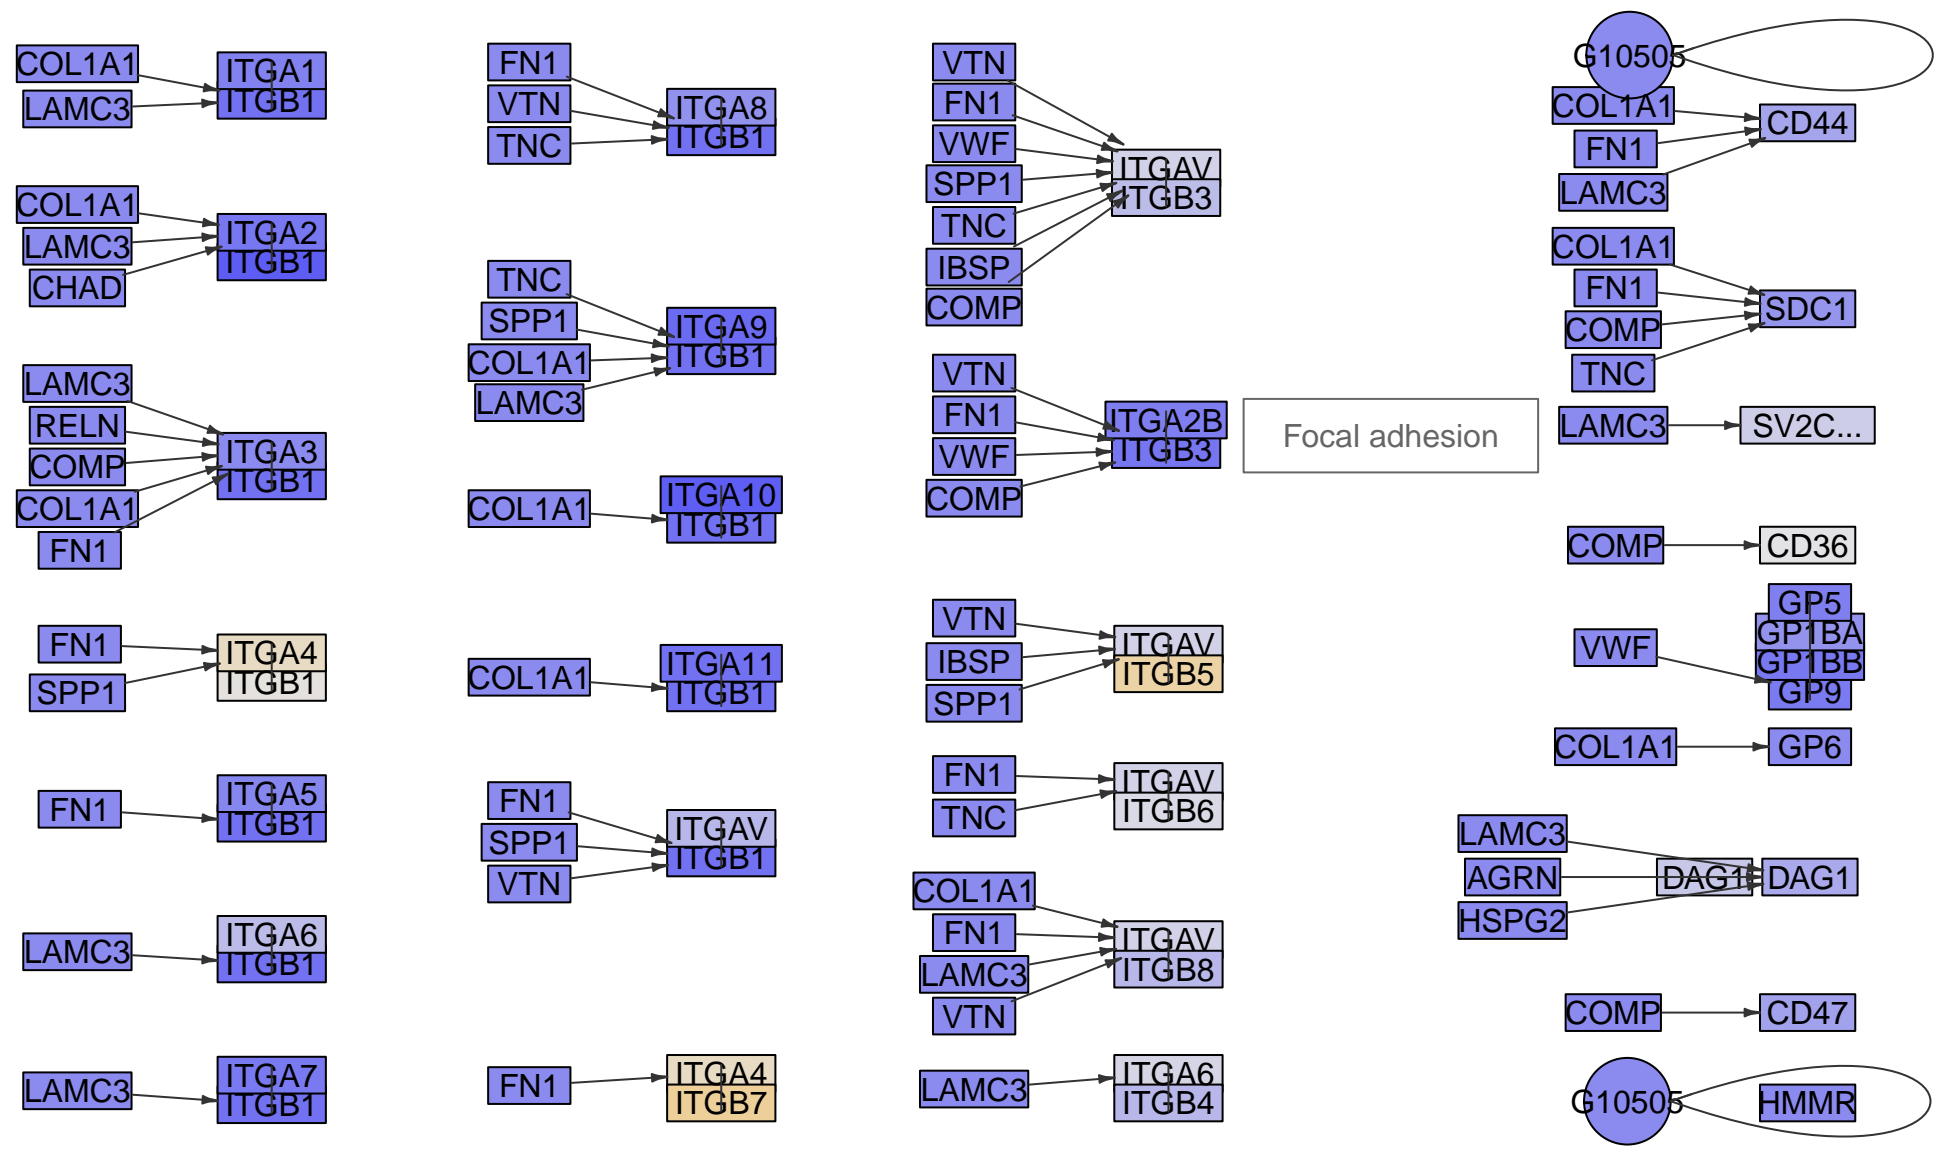 COL1A1
LAMC3
ITGA1
ITGB1
COL1A1
LAMC3
CHAD
ITGA2
ITGB1
LAMC3
RELN
COMP
COL1A1
FN1
ITGA3
ITGB1
FN1
SPP1
ITGA4
ITGB1
FN1
ITGA5
ITGB1
LAMC3
ITGA6
ITGB1
LAMC3
ITGA7
ITGB1
FN1
VTN
TNC
ITGA8
ITGB1
TNC
SPP1
COL1A1
LAMC3
ITGA9
ITGB1
COL1A1
ITGA10
ITGB1
COL1A1
ITGA11
ITGB1
FN1
SPP1
VTN
ITGAV
ITGB1
FN1
ITGA4
ITGB7
VTN
FN1
VWF
SPP1
TNC
IBSP
COMP
ITGAV
ITGB3
VTN
FN1
VWF
COMP
ITGA2B
ITGB3
Focal adhesion
VTN
IBSP
SPP1
ITGAV
ITGB5
FN1
TNC
ITGAV
ITGB6
COL1A1
FN1
LAMC3
VTN
ITGAV
ITGB8
LAMC3
ITGA6
ITGB4
G10505
COL1A1
FN1
LAMC3
CD44
COL1A1
FN1
COMP
TNC
SDC1
LAMC3
SV2C...
COMP
CD36
VWF
GP5
GP1BA
GP1BB
GP9
COL1A1
GP6
LAMC3
AGRN
HSPG2
DAG1
DAG1
COMP
CD47
G10505
HMMR